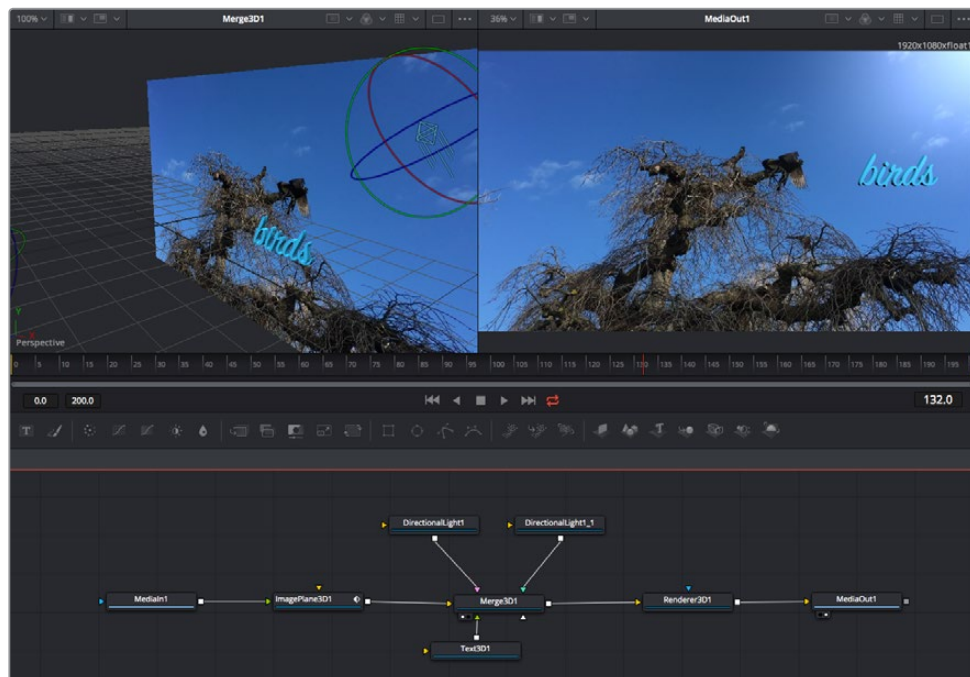 100%
Merge3D1
36%
MediaOut1
1920x1080xfloat1
birds
birds
Y
X
Perspective
0 5 10 15 20 25 30 35 40 45 50 55 60 65 70 75 80 85 90 95 100 105 110 115 120 125 130 135 140 145 150 155 160 165 170 175 180 185 190 195
0.0 200.0 132.0
T
DirectionalLight1 DirectionalLight1_1
MediaIn1 ImagePlane3D1 Merge3D1 Renderer3D1 MediaOut1
Text3D1